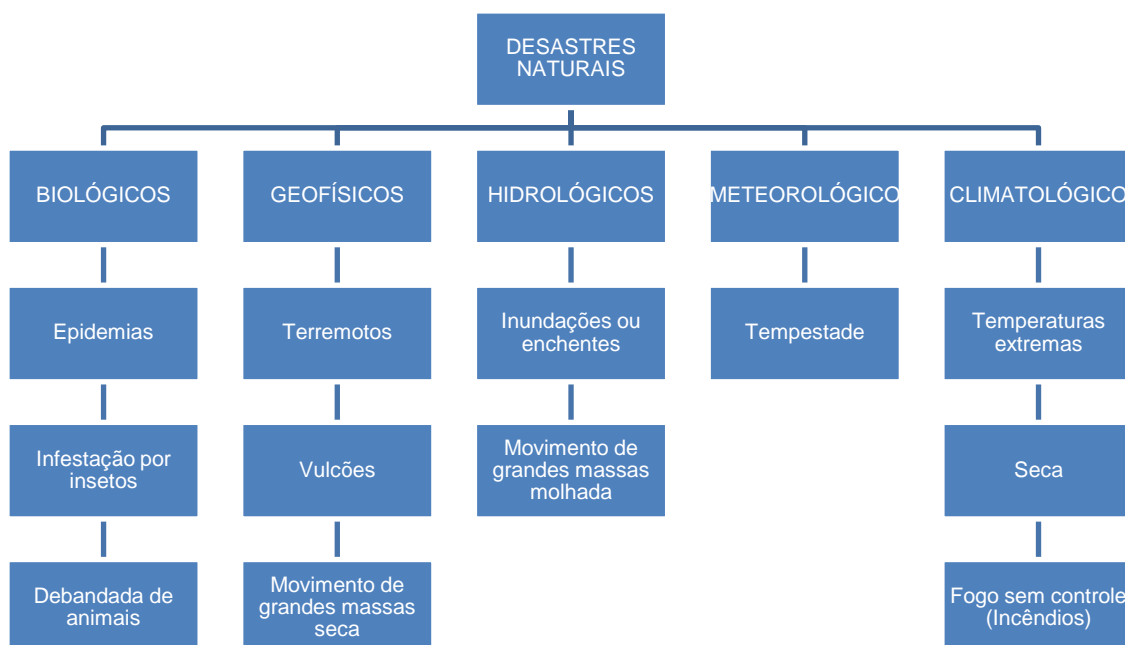 DESASTRES
NATURAIS
BIOLÓGICOS
GEOFÍSICOS
HIDROLÓGICOS
METEOROLÓGICO
CLIMATOLÓGICO
Epidemias
Terremotos
Inundações ou
enchentes
Tempestade
Temperaturas
extremas
Infestação por
insetos
Vulcões
Movimento de
grandes massas
molhada
Seca
Debandada de
animais
Movimento de
grandes massas
seca
Fogo sem controle
(Incêndios)